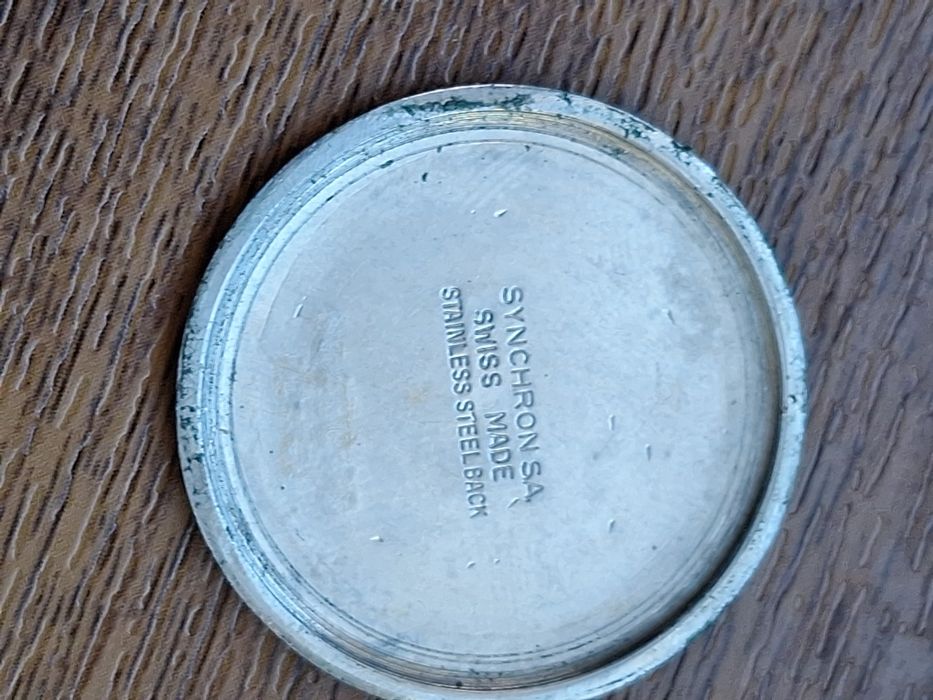 SYNCHRON S.A.
SWISS MADE
STAINLESS STEEL BACK